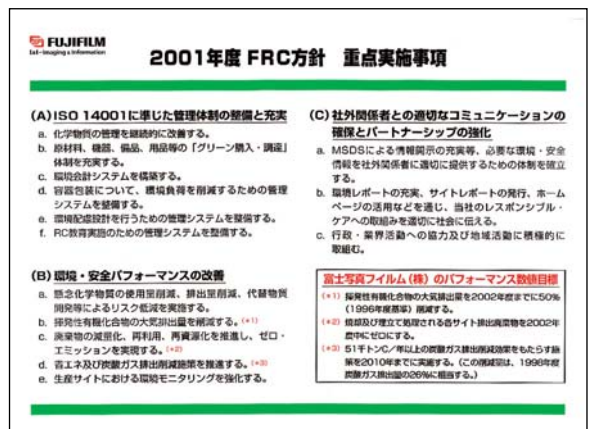 FUJIFILM
I&I-Imaging & Information
2001年度 FRC方針 重点実施事項
(A) ISO 14001に準じた管理体制の整備と充実
a. 化学物質の管理を継続的に改善する。
b. 原材料、機器、備品、用品等の「グリーン購入・調達」
体制を充実する。
c. 環境会計システムを構築する。
d. 容器包装について、環境負荷を削減するための管理
システムを整備する。
e. 環境配慮設計を行うための管理システムを整備する。
f. RC教育実施のための管理システムを整備する。
(B) 環境・安全パフォーマンスの改善
a. 懸念化学物質の使用量削減、排出量削減、代替物質
開発等によるリスク低減を実施する。
b. 揮発性有機化合物の大気排出量を削減する。(*1)
c. 廃棄物の減量化、再利用、再資源化を推進し、ゼロ・
エミッションを実現する。(*2)
d. 省エネ及び炭酸ガス排出削減施策を推進する。(*3)
e. 生産サイトにおける環境モニタリングを強化する。
(C) 社外関係者との適切なコミュニケーションの
確保とパートナーシップの強化
a. MSDSによる情報開示の充実等、必要な環境・安全
情報を社外関係者に適切に提供するための体制を確立
する。
b. 環境レポートの充実、サイトレポートの発行、ホーム
ページの活用などを通じ、当社のレスポンシブル・
ケアへの取組みを適切に社会に伝える。
c. 行政・業界活動への協力及び地域活動に積極的に
取組む。
富士写真フイルム(株)のパフォーマンス数値目標
(*1) 揮発性有機化合物の大気排出量を2002年度までに50%
(1996年度基準)削減する。
(*2) 焼却及び埋立て処理される各サイト排出廃棄物を2002年
度中にゼロにする。
(*3) 51千トンC/年以上の炭酸ガス排出削減効果をもたらす施
策を2010年までに実施する。(この削減量は、1998年度
炭酸ガス排出量の26%に相当する。)